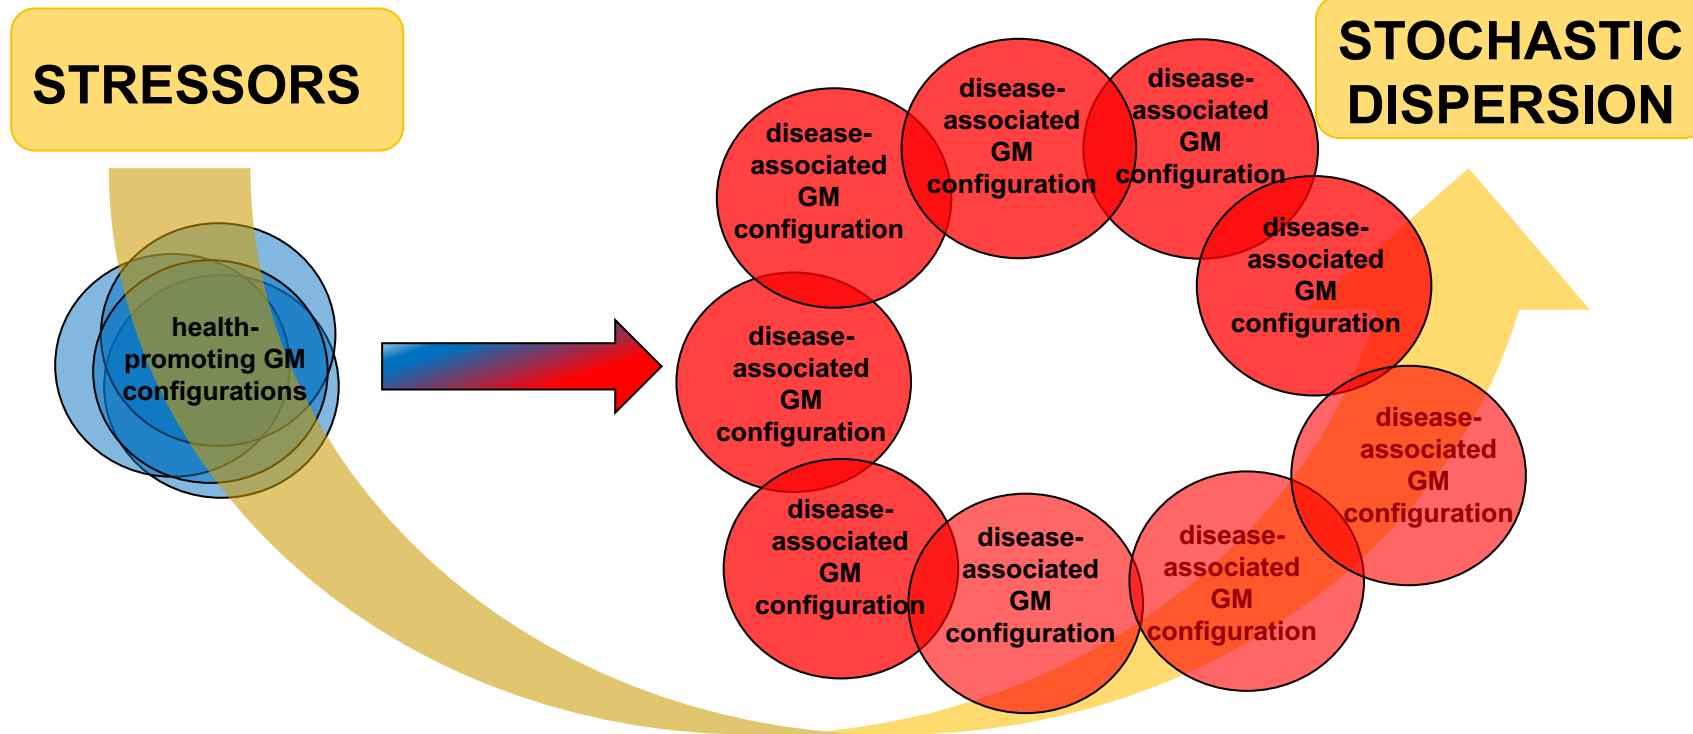 STRESSORS
STOCHASTIC
DISPERSION
health-
promoting GM
configurations
disease-
associated
GM
configuration
disease-
associated
GM
configuration
disease-
associated
GM
configuration
disease-
associated
GM
configuration
disease-
associated
GM
configuration
disease-
associated
GM
configuration
disease-
associated
GM
configuration
disease-
associated
GM
configuration
disease-
associated
GM
configuration